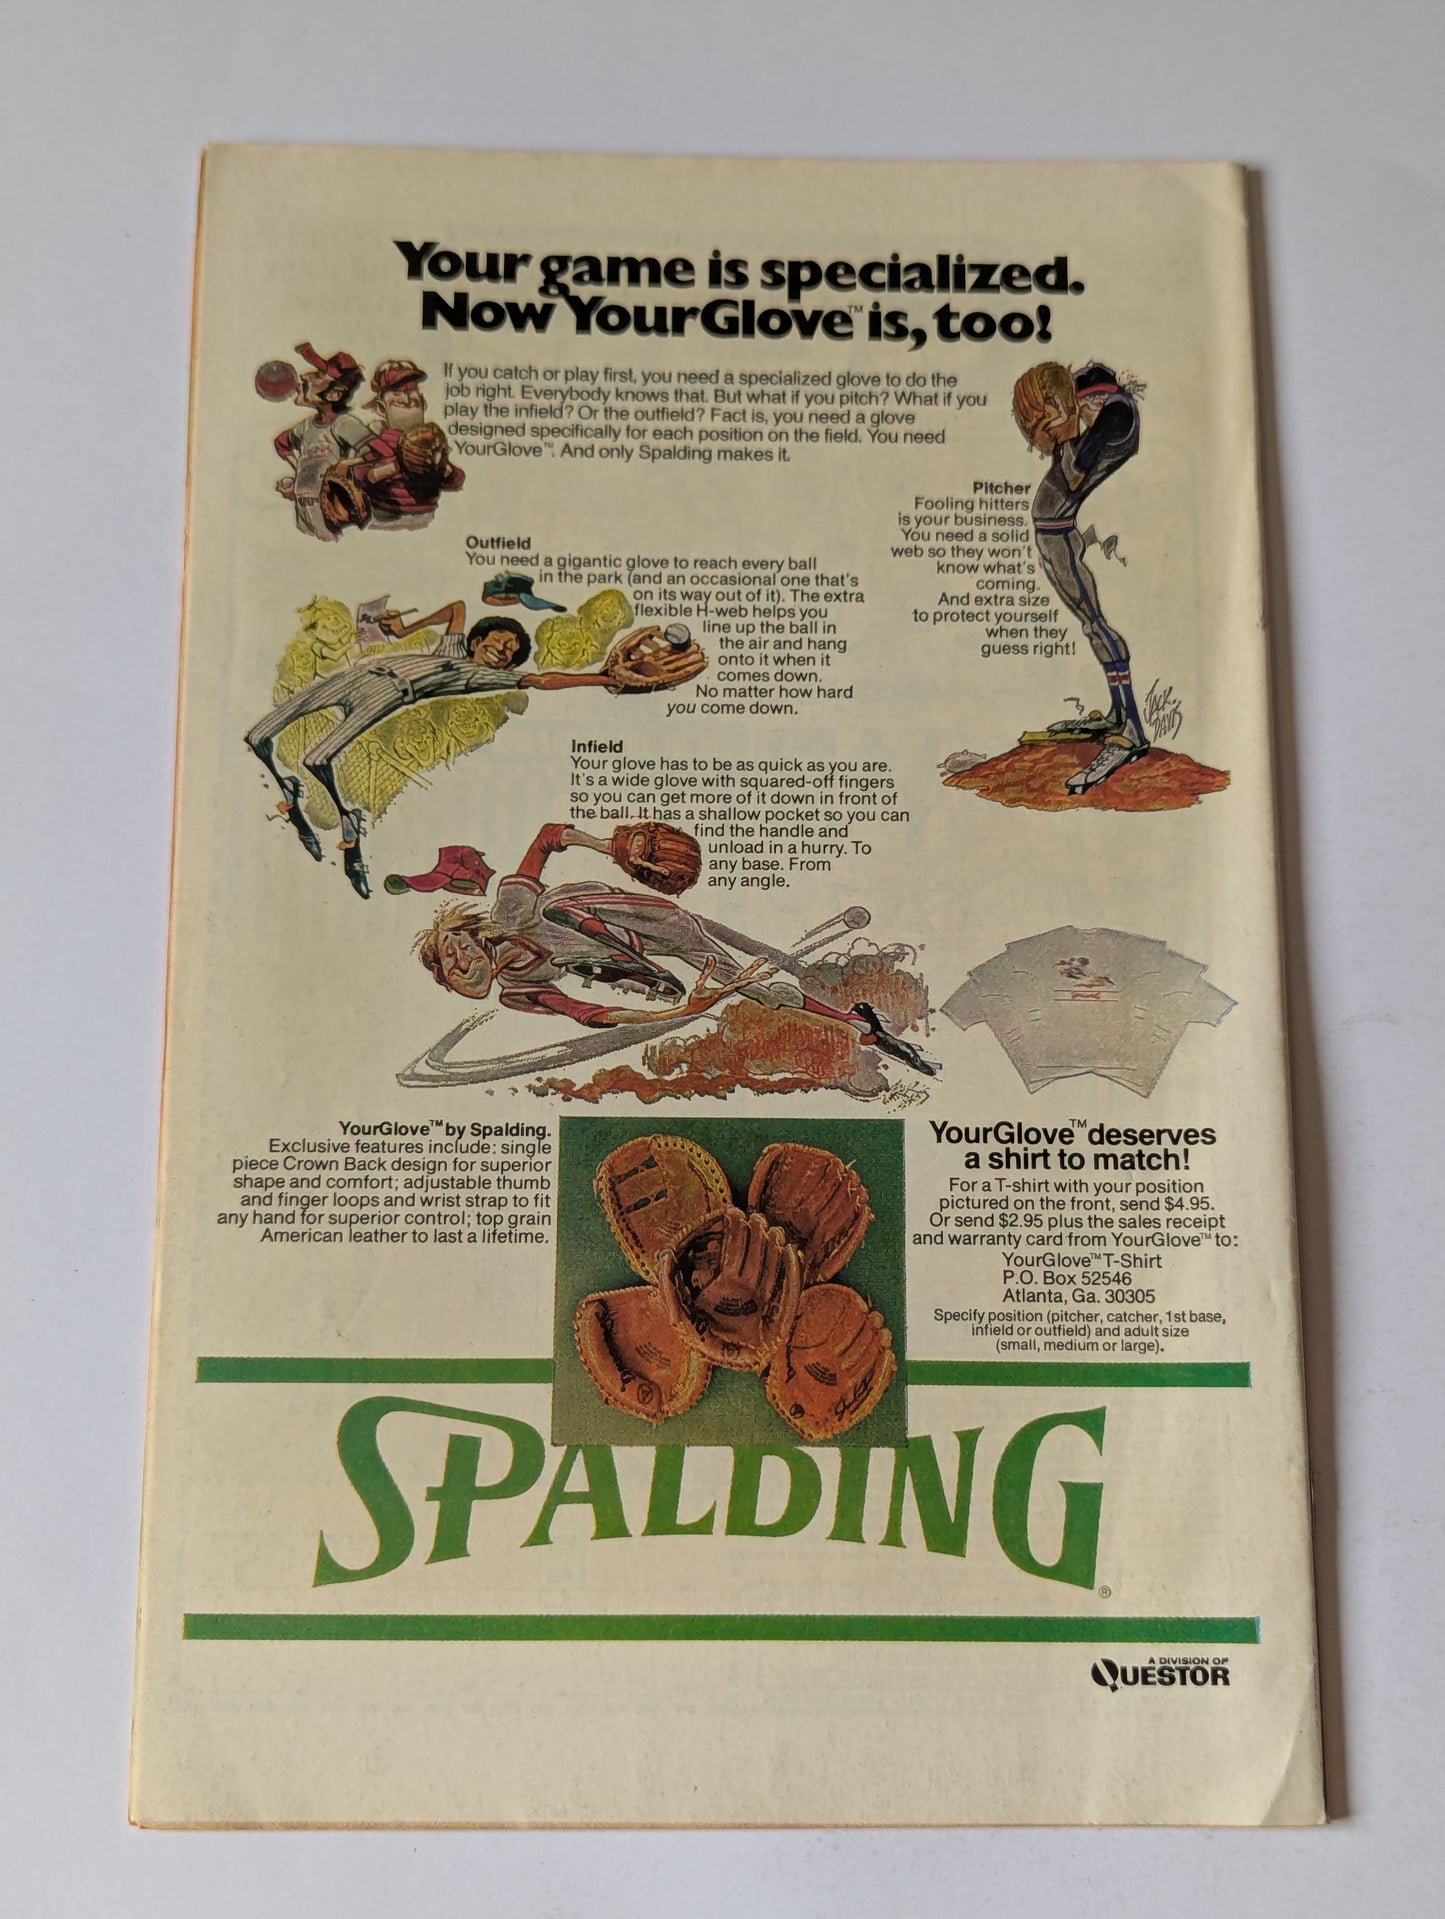 Your game is specialized.
Now YourGlove™ is, too!
If you catch or play first, you need a specialized glove to do the
job right. Everybody knows that. But what if you pitch? What if you
play the infield? Or the outfield? Fact is, you need a glove
designed specifically for each position on the field. You need
YourGlove™. And only Spalding makes it.
Pitcher
Fooling hitters
is your business.
You need a solid
web so they won't
know what's
coming.
And extra size
to protect yourself
when they
guess right!
JACK
DAVIS
Outfield
You need a gigantic glove to reach every ball
in the park (and an occasional one that's
on its way out of it). The extra
flexible H-web helps you
line up the ball in
the air and hang
onto it when it
comes down.
No matter how hard
you come down.
Infield
Your glove has to be as quick as you are.
It's a wide glove with squared-off fingers
so you can get more of it down in front of
the ball. It has a shallow pocket so you can
find the handle and
unload in a hurry. To
any base. From
any angle.
SPALDING
YourGlove™ by Spalding.
Exclusive features include: single
piece Crown Back design for superior
shape and comfort; adjustable thumb
and finger loops and wrist strap to fit
any hand for superior control; top grain
American leather to last a lifetime.
YourGlove™ deserves
a shirt to match!
For a T-shirt with your position
pictured on the front, send $4.95.
Or send $2.95 plus the sales receipt
and warranty card from YourGlove™ to:
YourGlove™ T-Shirt
P.O. Box 52546
Atlanta, Ga. 30305
Specify position (pitcher, catcher, 1st base,
infield or outfield) and adult size
(small, medium or large).
SPALDING®
A DIVISION OF
QUESTOR